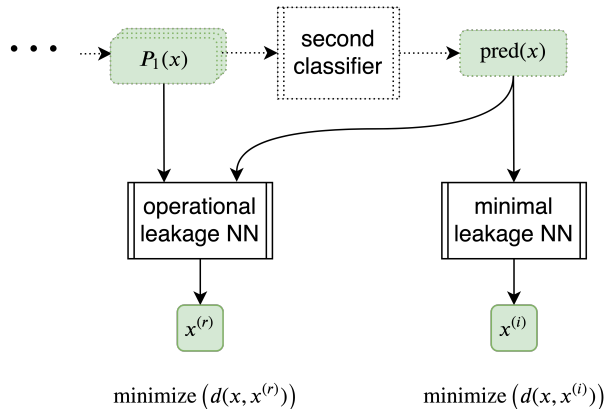 • • •
P₁(x)
second
classifier
pred(x)
operational
leakage NN
minimal
leakage NN
x⁽ʳ⁾
x⁽ⁱ⁾
minimize (d(x, x⁽ʳ⁾))
minimize (d(x, x⁽ⁱ⁾))